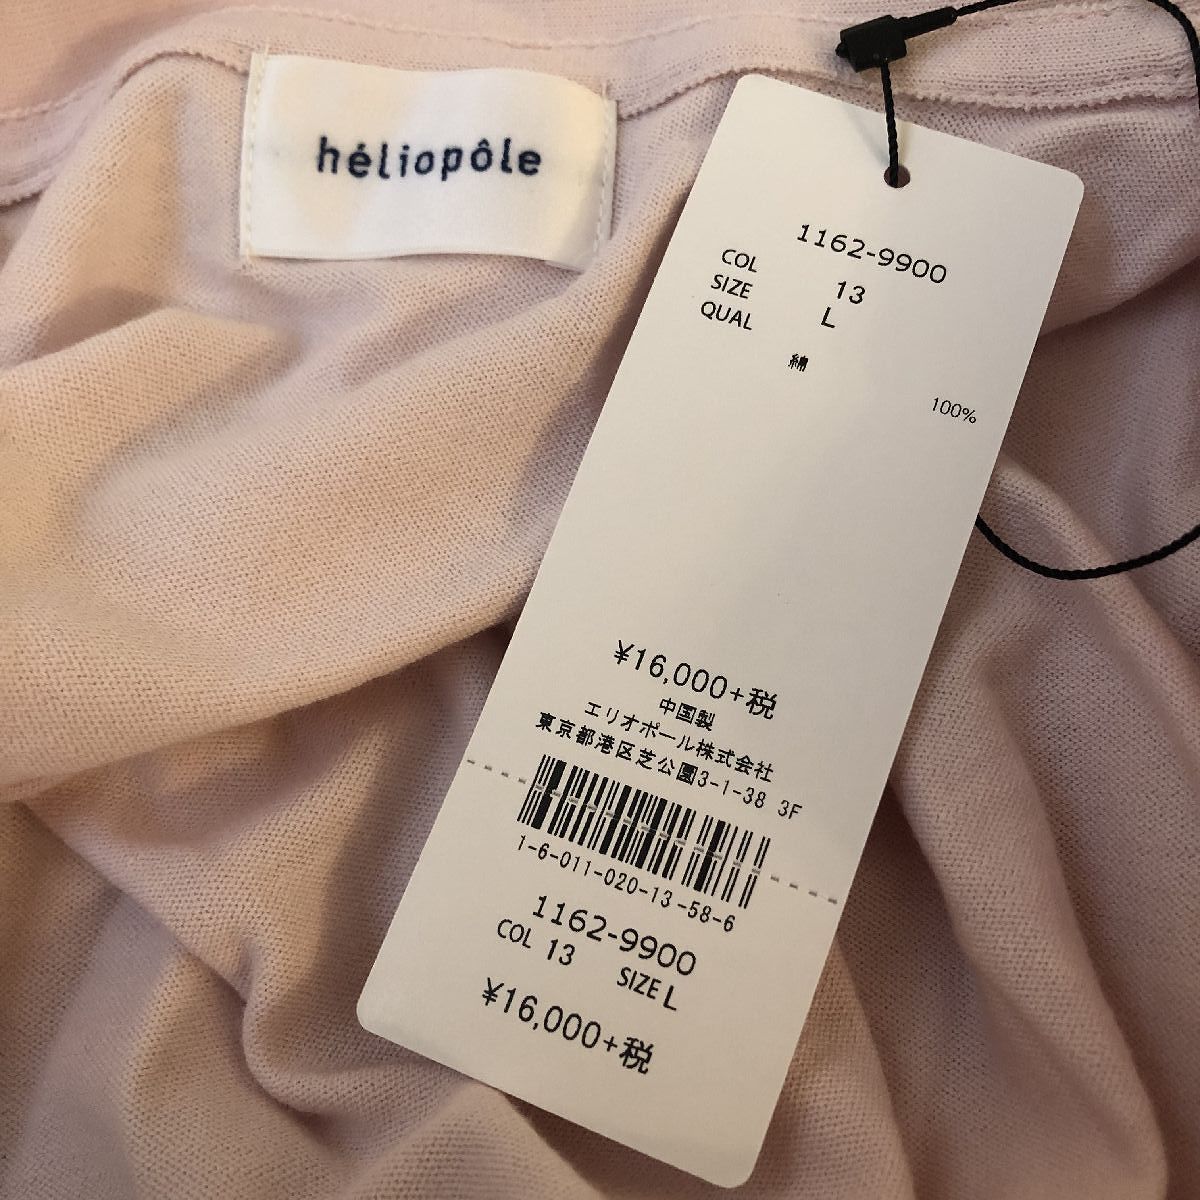 héliopôle
1162-9900
COL 13
SIZE L
QUAL
綿
100%
¥16,000+税
中国製
エリオポール株式会社
東京都港区芝公園3-1-38 3F
1-6-011-020-13-58-6
1162-9900
COL 13 SIZE L
¥16,000+税